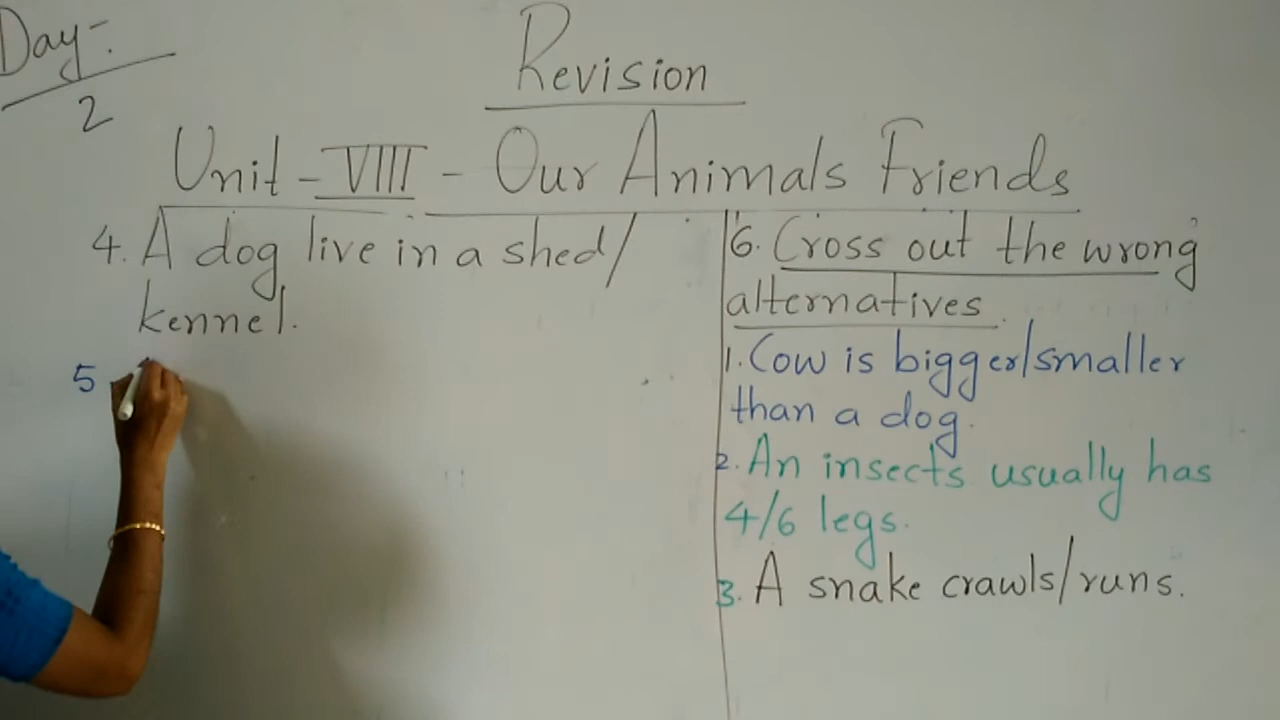 Day:-
2
Revision
Unit - VIII - Our Animals Friends
4. A dog live in a shed/
kennel.
5
6. Cross out the wrong
alternatives.
1. Cow is bigger/smaller
than a dog.
2. An insects usually has
4/6 legs.
3. A snake crawls/runs.